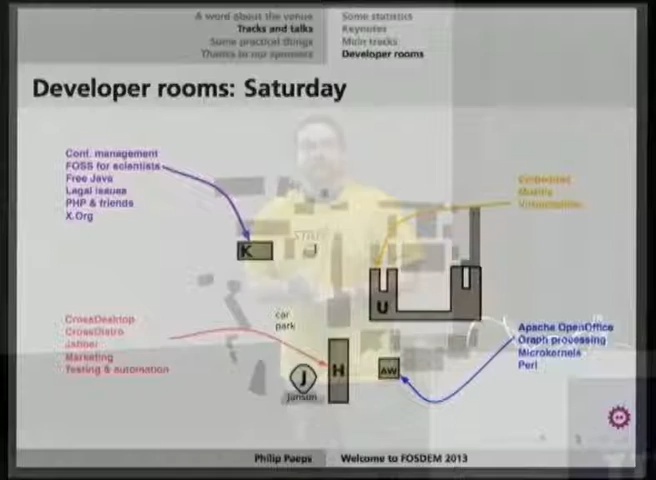 A word about the venue
Tracks and talks
Some practical things
Thanks to our sponsors
Some statistics
Keynotes
Main tracks
Developer rooms
Developer rooms: Saturday
Conf. management
FOSS for scientists
Free Java
Legal issues
PHP & friends
X.Org
Embedded
Mozilla
Virtualisation
K
J
STAFF
U
CrossDesktop
CrossDistro
Jabber
Marketing
Testing & automation
car
park
Apache OpenOffice
Graph processing
Microkernels
Perl
J
Janson
H
AW
Philip Paeps
Welcome to FOSDEM 2013